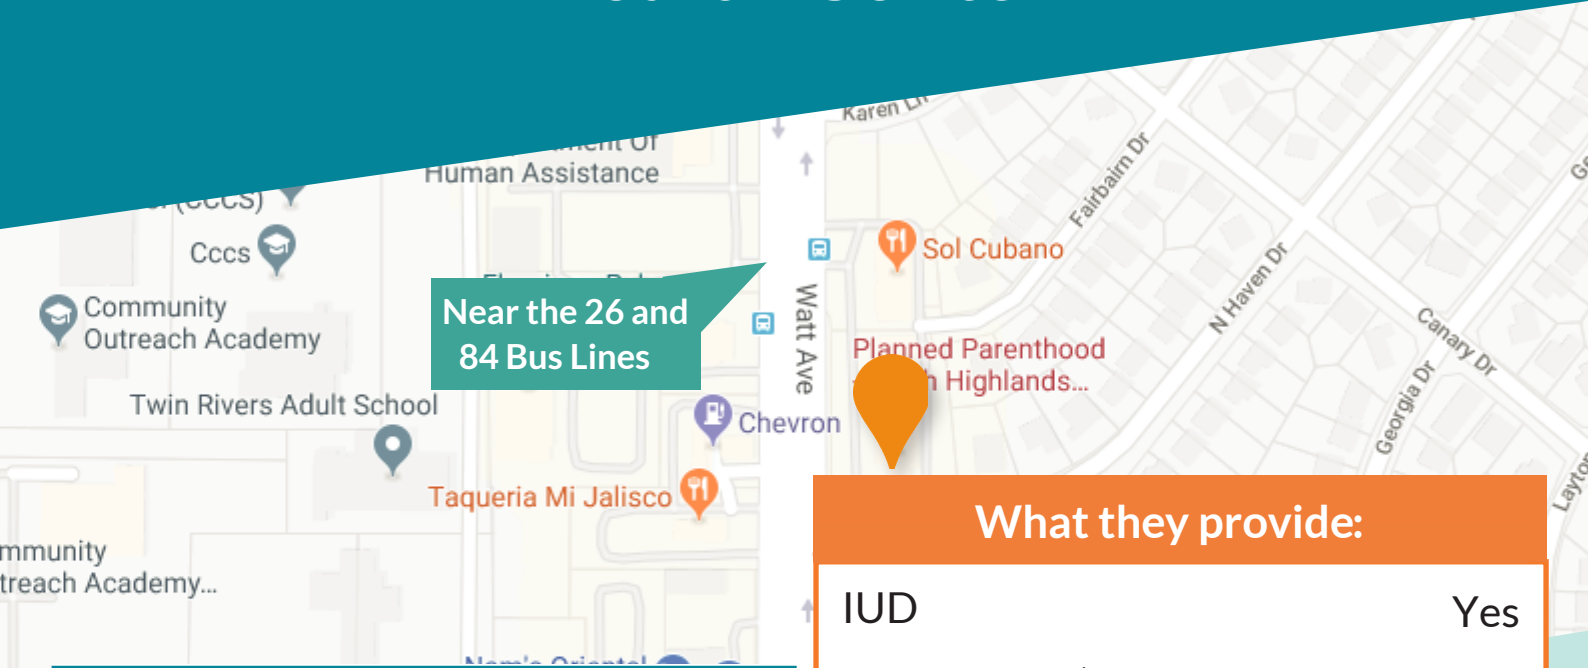 Karen Ln
Human Assistance
Fairbairn Dr
(CCCS)
Cccs
Sol Cubano
N Haven Dr
Community
Outreach Academy
Near the 26 and
84 Bus Lines
Watt Ave
Canary Dr
Planned Parenthood
Highlands...
Georgia Dr
Twin Rivers Adult School
Chevron
Taqueria Mi Jalisco
What they provide:
Academy...
IUD Yes